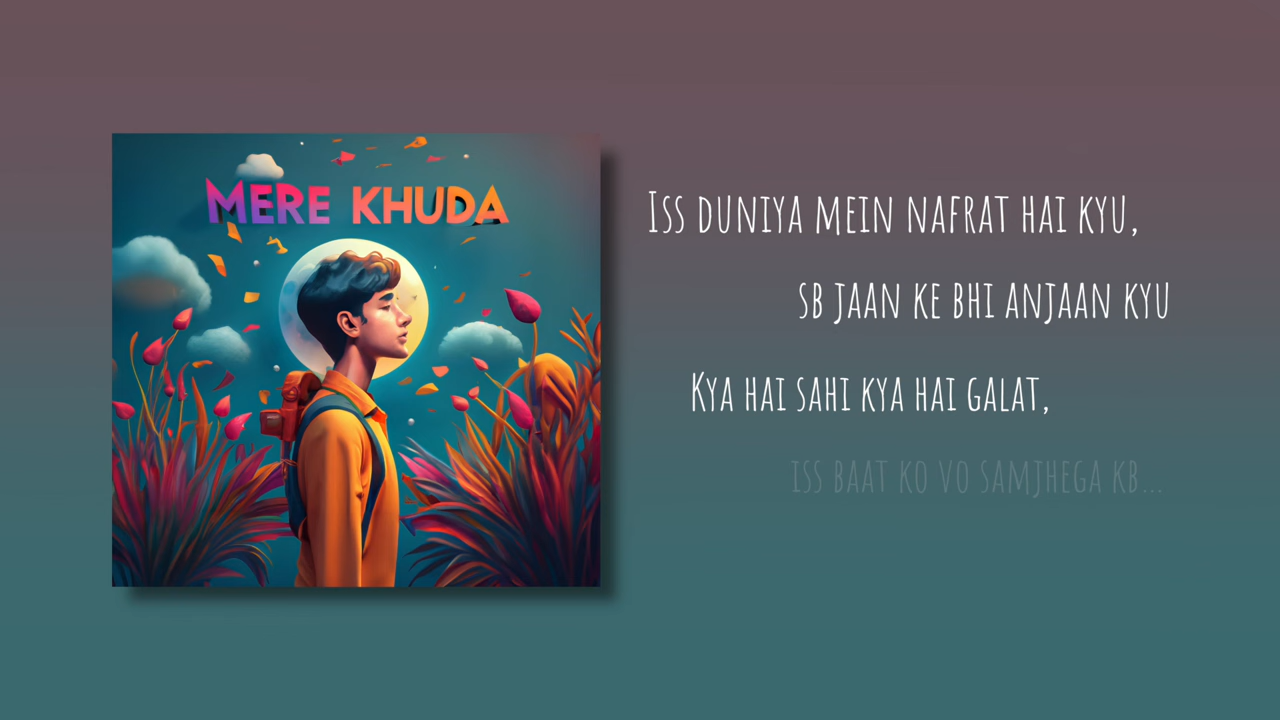 MERE KHUDA
Iss duniya mein nafrat hai kyu,
sb jaan ke bhi anjaan kyu
Kya hai sahi kya hai galat,
iss baat ko vo samjhega kb...